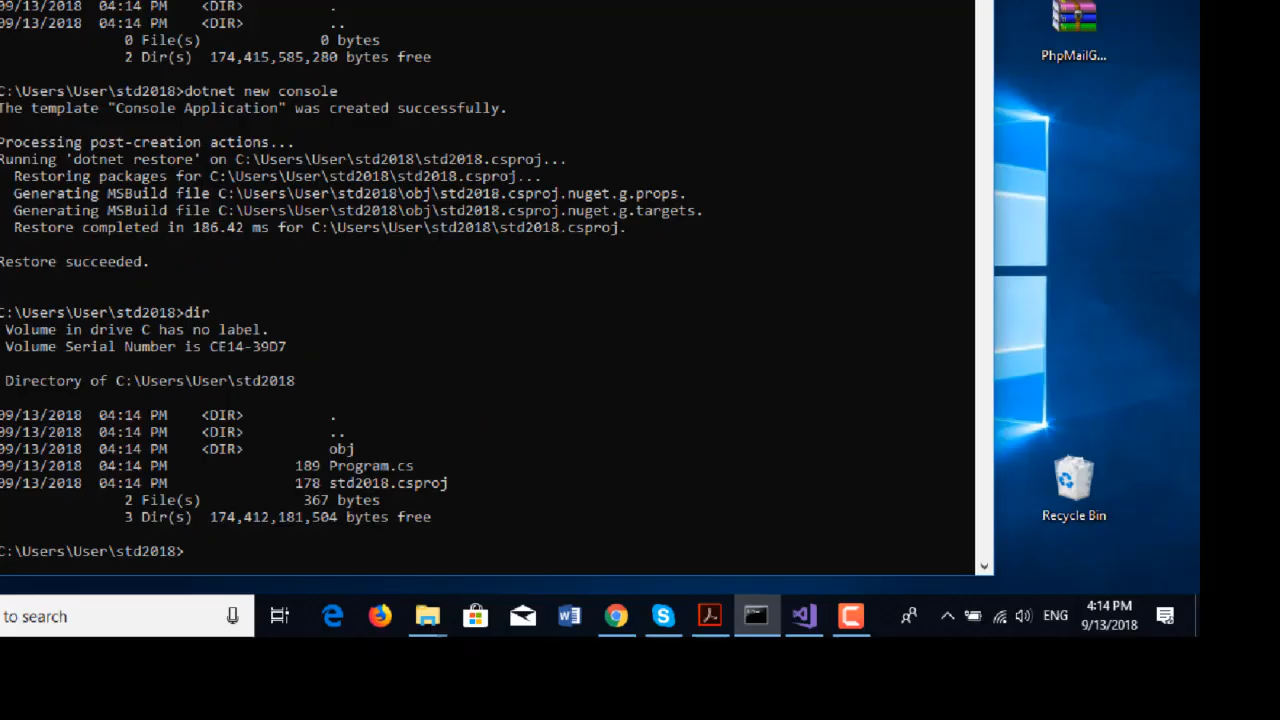 09/13/2018  04:14 PM    <DIR>          .
09/13/2018  04:14 PM    <DIR>          ..
               0 File(s)              0 bytes
               2 Dir(s)  174,415,585,280 bytes free
C:\Users\User\std2018>dotnet new console
The template "Console Application" was created successfully.
Processing post-creation actions...
Running 'dotnet restore' on C:\Users\User\std2018\std2018.csproj...
  Restoring packages for C:\Users\User\std2018\std2018.csproj...
  Generating MSBuild file C:\Users\User\std2018\obj\std2018.csproj.nuget.g.props.
  Generating MSBuild file C:\Users\User\std2018\obj\std2018.csproj.nuget.g.targets.
  Restore completed in 186.42 ms for C:\Users\User\std2018\std2018.csproj.
Restore succeeded.
C:\Users\User\std2018>dir
 Volume in drive C has no label.
 Volume Serial Number is CE14-39D7
 Directory of C:\Users\User\std2018
09/13/2018  04:14 PM    <DIR>          .
09/13/2018  04:14 PM    <DIR>          ..
09/13/2018  04:14 PM    <DIR>          obj
09/13/2018  04:14 PM               189 Program.cs
09/13/2018  04:14 PM               178 std2018.csproj
               2 File(s)            367 bytes
               3 Dir(s)  174,412,181,504 bytes free
C:\Users\User\std2018>
PhpMailG...
Recycle Bin
to search
ENG
4:14 PM
9/13/2018